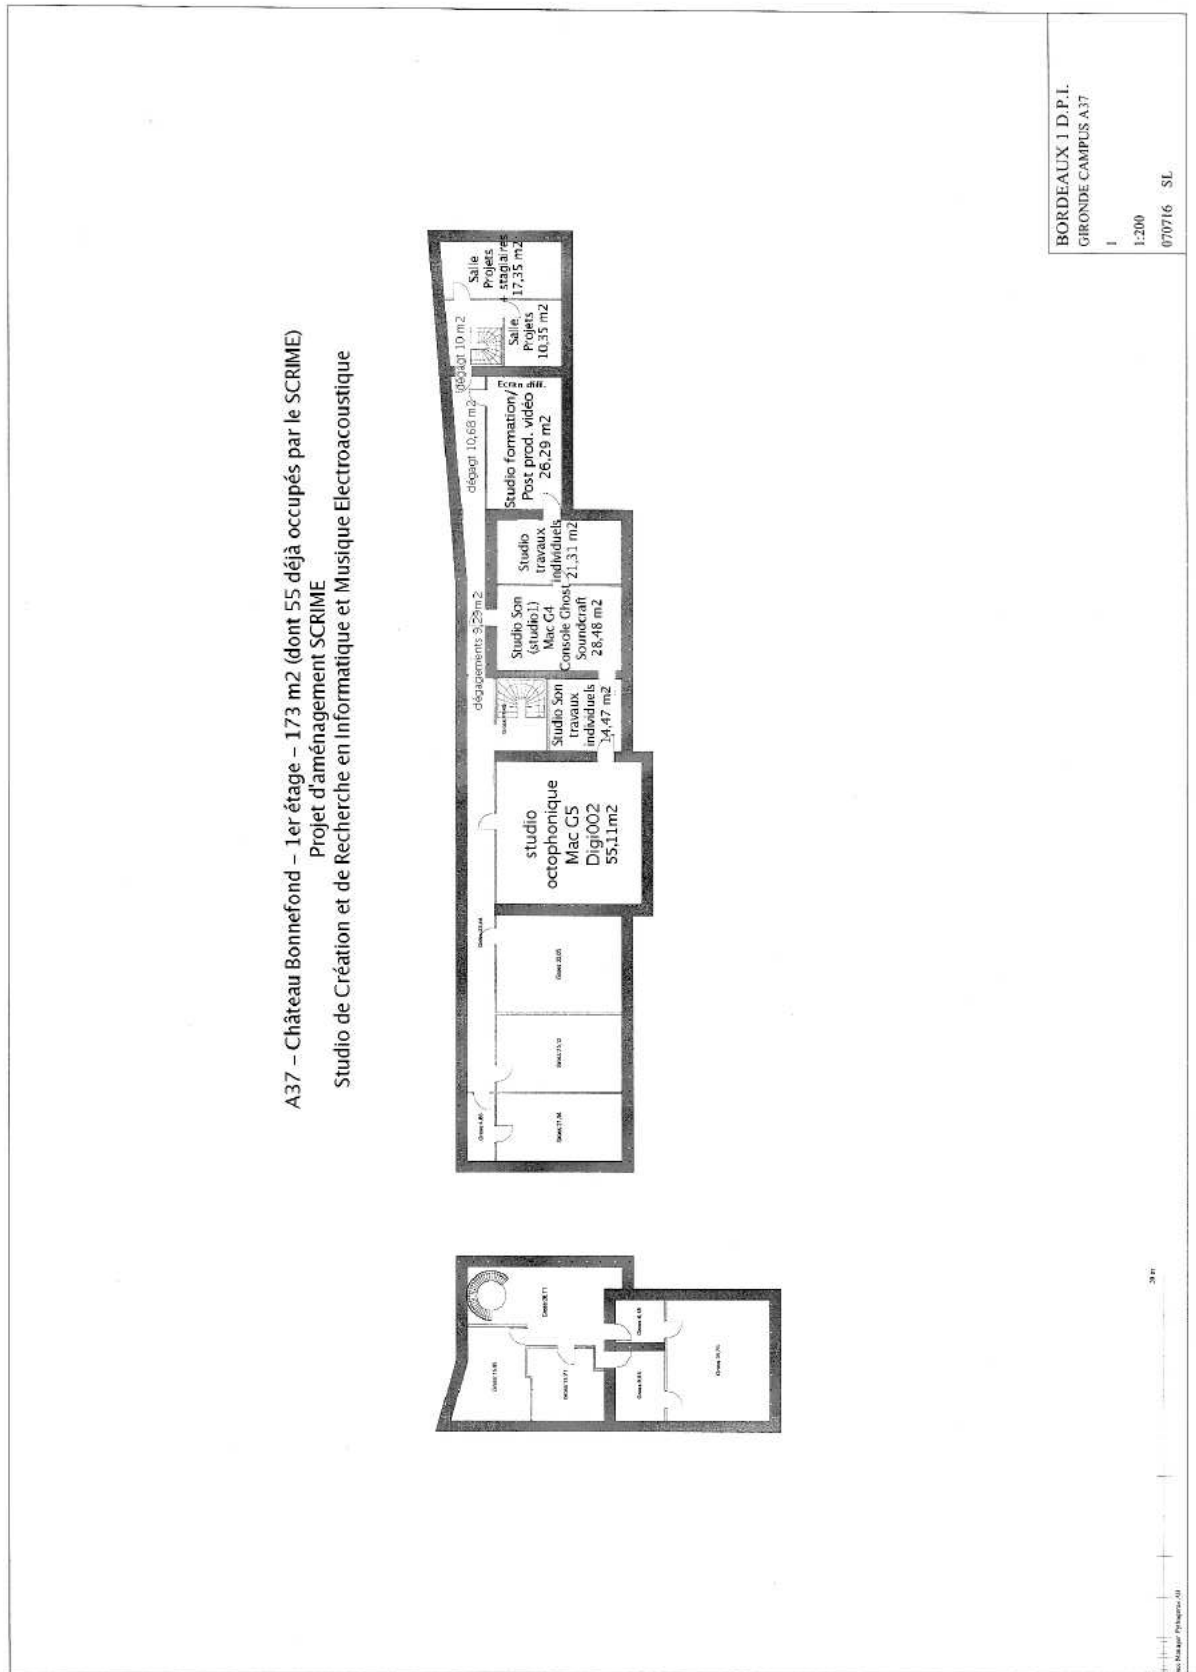 A37 – Château Bonnefond – 1er étage – 173 m2 (dont 55 déjà occupés par le SCRIME)
Projet d'aménagement SCRIME
Studio de Création et de Recherche en Informatique et Musique Electroacoustique
studio
octophonique
Mac G5
Digi002
55,11m2
Studio Son
travaux
individuels
14,47 m2
dégagements 9,29m2
Studio Son
(studio1)
Mac G4
Console Ghost
Soundcraft
28,48 m2
Studio
travaux
individuels
21,31 m2
dégagt 10,68 m2
Ecran diff.
Studio formation/
Post prod. vidéo
26,29 m2
dégagt 10 m2
Salle
Projets
10,35 m2
Salle
Projets
+ stagiaires
17,35 m2
BORDEAUX 1 D.P.I.
GIRONDE CAMPUS A37
1
1:200
070716 SL